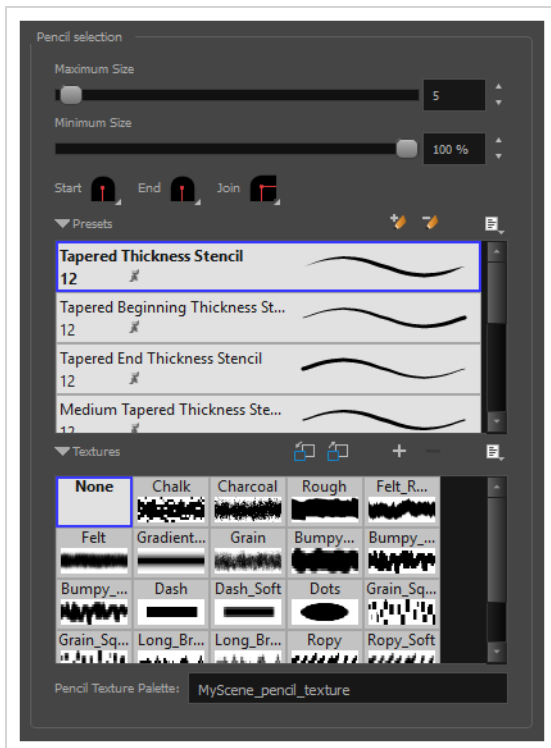 Pencil selection
Maximum Size
5
Minimum Size
100 %
Start End Join
Presets
Tapered Thickness Stencil
12
Tapered Beginning Thickness St...
12
Tapered End Thickness Stencil
12
Medium Tapered Thickness Ste...
12
Textures
None Chalk Charcoal Rough Felt_R...
Felt Gradient... Grain Bumpy... Bumpy_...
Bumpy_... Dash Dash_Soft Dots Grain_Sq...
Grain_Sq... Long_Br... Long_Br... Ropy Ropy_Soft
Pencil Texture Palette: MyScene_pencil_texture